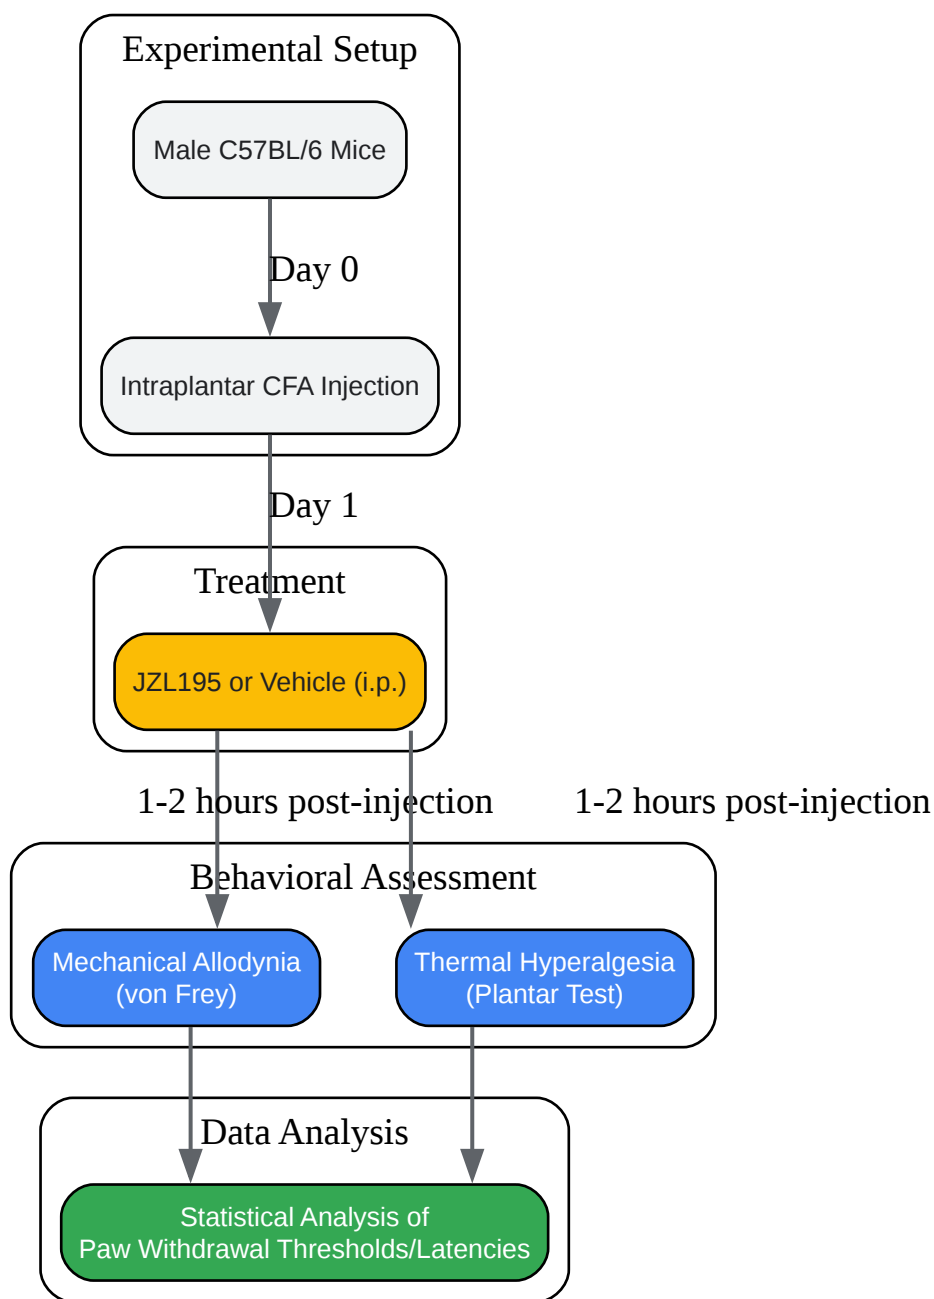 Experimental Setup
Male C57BL/6 Mice
Day 0
Intraplantar CFA Injection
Day 1
Treatment
JZL195 or Vehicle (i.p.)
1-2 hours post-injection
1-2 hours post-injection
Behavioral Assessment
Mechanical Allodynia
(von Frey)
Thermal Hyperalgesia
(Plantar Test)
Data Analysis
Statistical Analysis of
Paw Withdrawal Thresholds/Latencies